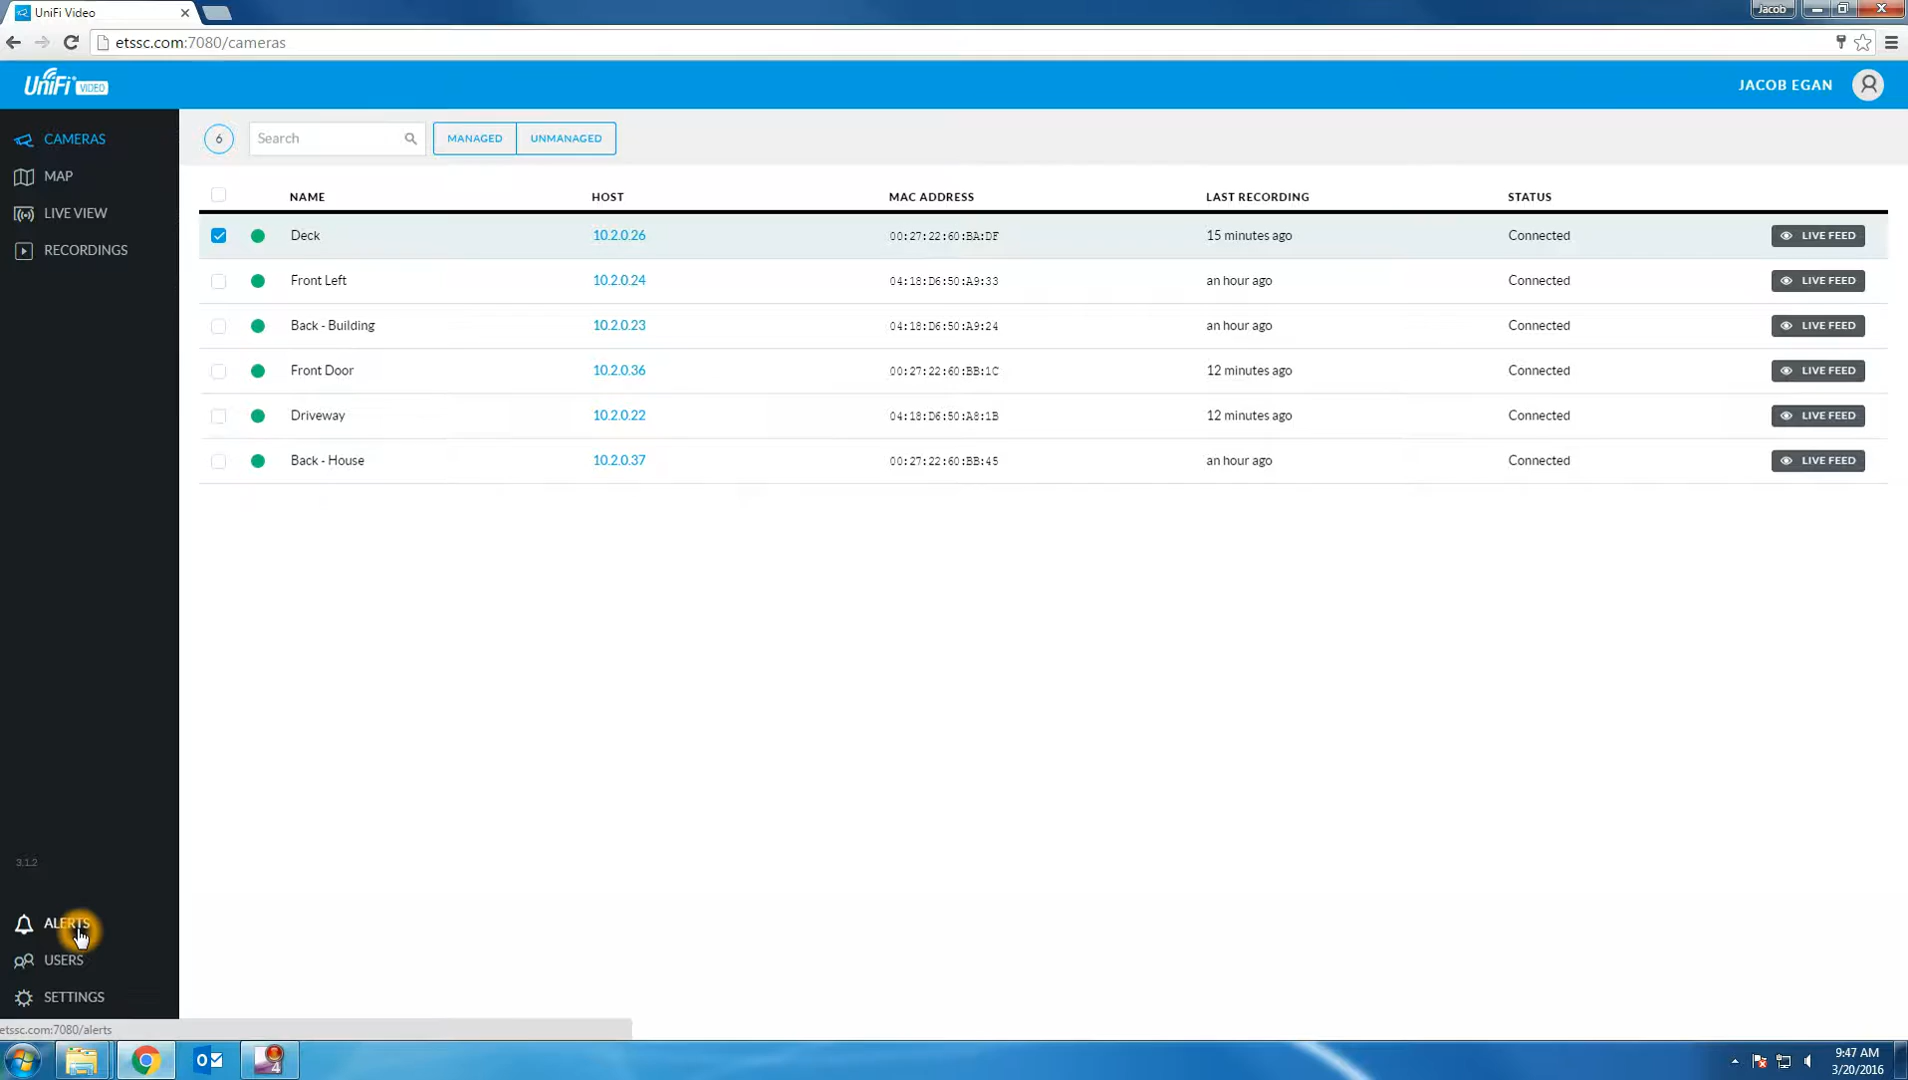 UniFi Video
Jacob
etssc.com:7080/cameras
UniFi VIDEO
JACOB EGAN
CAMERAS
MAP
LIVE VIEW
RECORDINGS
6
Search
MANAGED
UNMANAGED
NAME HOST MAC ADDRESS LAST RECORDING STATUS
Deck 10.2.0.26 00:27:22:60:BA:DF 15 minutes ago Connected LIVE FEED
Front Left 10.2.0.24 04:18:D6:50:A9:33 an hour ago Connected LIVE FEED
Back - Building 10.2.0.23 04:18:D6:50:A9:24 an hour ago Connected LIVE FEED
Front Door 10.2.0.36 00:27:22:60:BB:1C 12 minutes ago Connected LIVE FEED
Driveway 10.2.0.22 04:18:D6:50:A8:1B 12 minutes ago Connected LIVE FEED
Back - House 10.2.0.37 00:27:22:60:BB:45 an hour ago Connected LIVE FEED
3.1.2
ALERTS
USERS
SETTINGS
etssc.com:7080/alerts
4
9:47 AM
3/20/2016